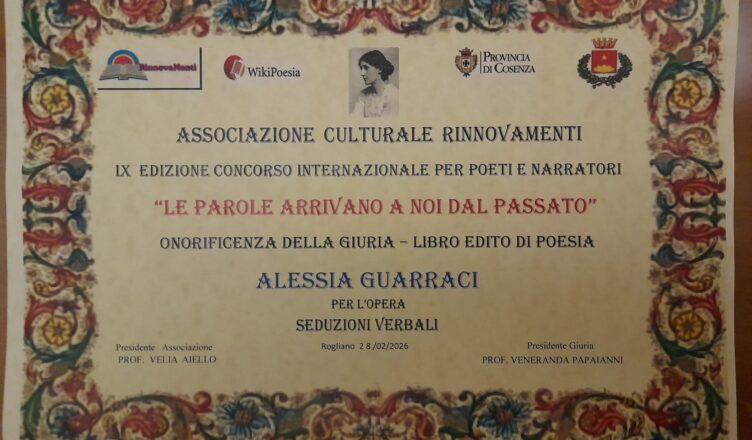 RinnovaMenti
WikiPoesia
PROVINCIA
DI COSENZA
ASSOCIAZIONE CULTURALE RINNOVAMENTI
IX EDIZIONE CONCORSO INTERNAZIONALE PER POETI E NARRATORI
“LE PAROLE ARRIVANO A NOI DAL PASSATO”
ONORIFICENZA DELLA GIURIA – LIBRO EDITO DI POESIA
ALESSIA GUARRACI
PER L'OPERA
SEDUZIONI VERBALI
Rogliano 2 8 /02/2026
Presidente Associazione
PROF. VELIA AIELLO
Presidente Giuria
PROF. VENERANDA PAPAIANNI